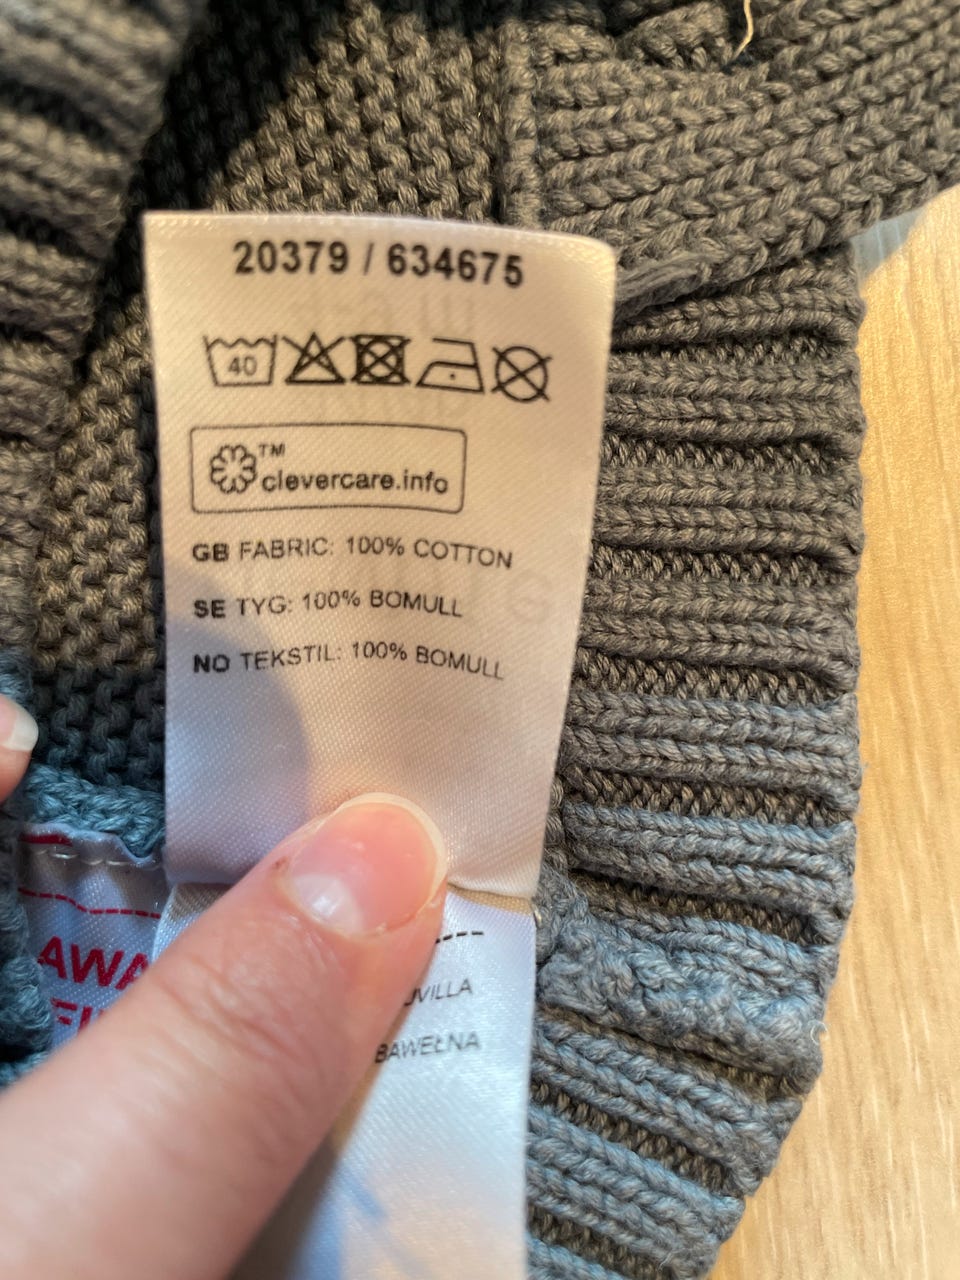 20379 / 634675
40
™
clevercare.info
GB FABRIC: 100% COTTON
SE TYG: 100% BOMULL
NO TEKSTIL: 100% BOMULL
BAWEŁNA